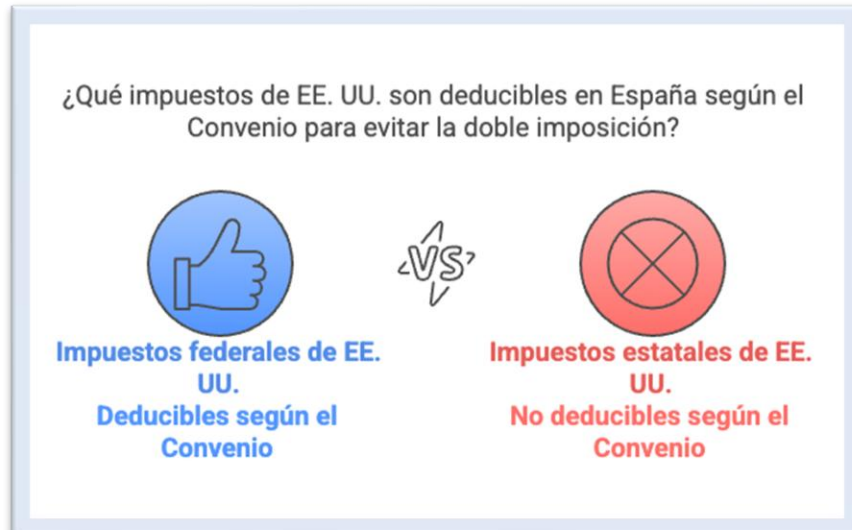 ¿Qué impuestos de EE. UU. son deducibles en España según el
Convenio para evitar la doble imposición?
VS
Impuestos federales de EE.
UU.
Deducibles según el
Convenio
Impuestos estatales de EE.
UU.
No deducibles según el
Convenio